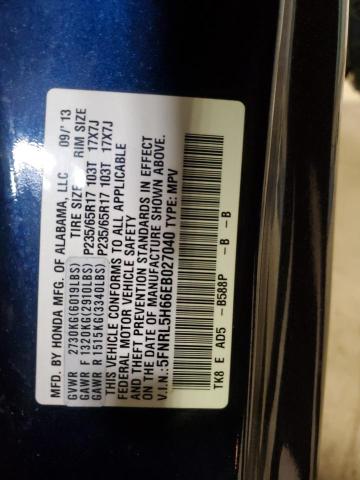 MFD. BY HONDA MFG. OF ALABAMA, LLC 09/'13
TIRE SIZE RIM SIZE
GVWR 2730KG(6019LBS)
GAWR F 1320KG(2910LBS) P235/65R17 103T 17X7J
GAWR R 1515KG(3340LBS) P235/65R17 103T 17X7J
THIS VEHICLE CONFORMS TO ALL APPLICABLE
FEDERAL MOTOR VEHICLE SAFETY
AND THEFT PREVENTION STANDARDS IN EFFECT
ON THE DATE OF MANUFACTURE SHOWN ABOVE.
V.I.N.: 5FNRL5H66EB027040 TYPE: MPV
TK8 E AD5 -B588P -B -B